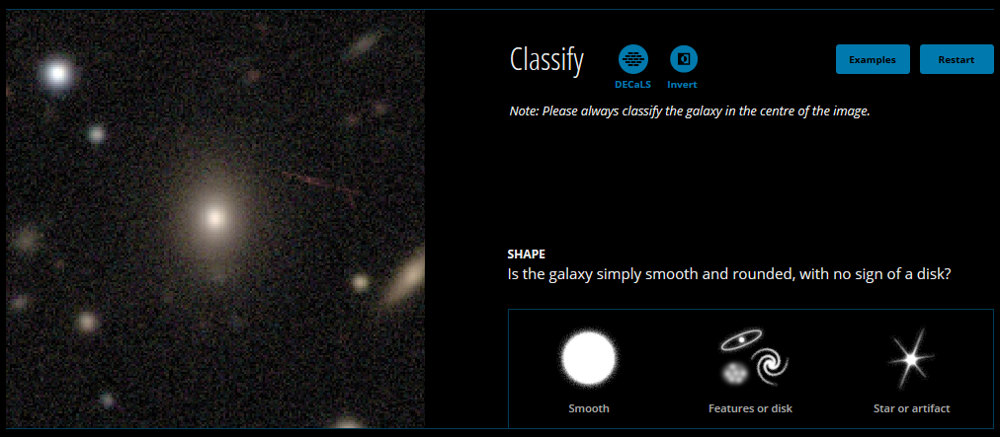 Classify
DECaLS
Invert
Examples
Restart
Note: Please always classify the galaxy in the centre of the image.
SHAPE
Is the galaxy simply smooth and rounded, with no sign of a disk?
Smooth
Features or disk
Star or artifact